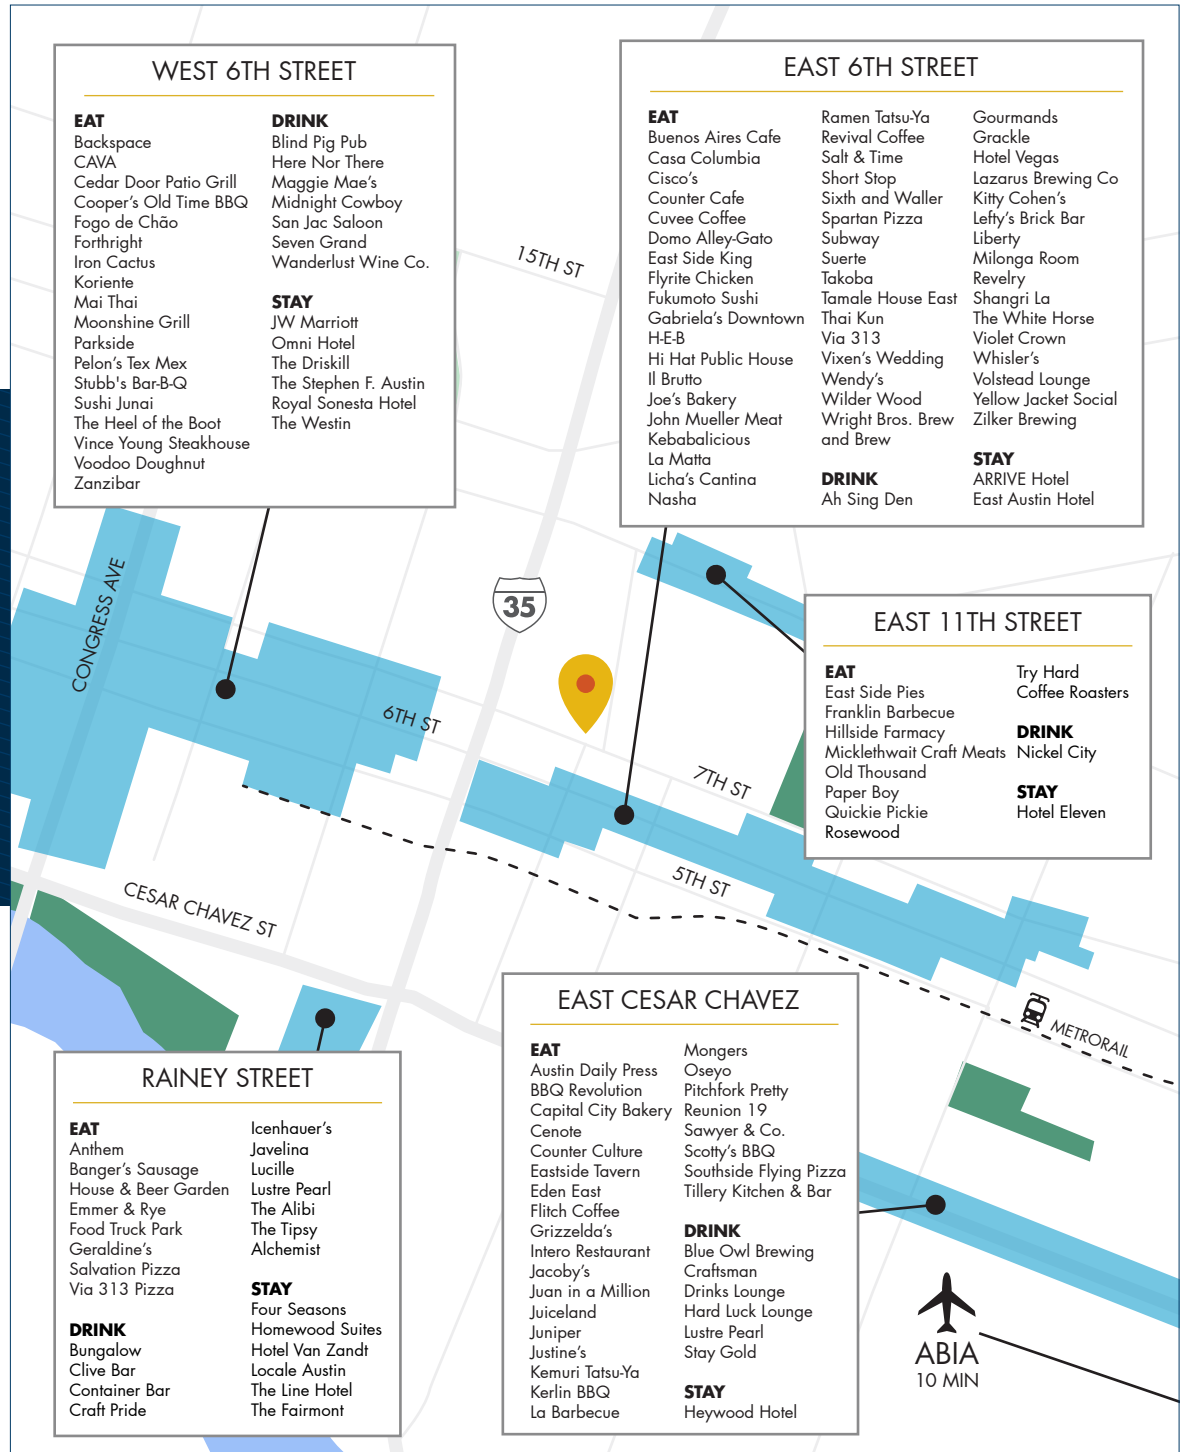 WEST 6TH STREET
EAT
Backspace
CAVA
Cedar Door Patio Grill
Cooper's Old Time BBQ
Fogo de Chão
Forthright
Iron Cactus
Koriente
Mai Thai
Moonshine Grill
Parkside
Pelon's Tex Mex
Stubb's Bar-B-Q
Sushi Junai
The Heel of the Boot
Vince Young Steakhouse
Voodoo Doughnut
Zanzibar
DRINK
Blind Pig Pub
Here Nor There
Maggie Mae's
Midnight Cowboy
San Jac Saloon
Seven Grand
Wanderlust Wine Co.
STAY
JW Marriott
Omni Hotel
The Driskill
The Stephen F. Austin
Royal Sonesta Hotel
The Westin
EAST 6TH STREET
EAT
Buenos Aires Cafe
Casa Columbia
Cisco's
Counter Cafe
Cuvee Coffee
Domo Alley-Gato
East Side King
Flyrite Chicken
Fukumoto Sushi
Gabriela's Downtown
H-E-B
Hi Hat Public House
Il Brutto
Joe's Bakery
John Mueller Meat
Kebabalicious
La Matta
Licha's Cantina
Nasha
Ramen Tatsu-Ya
Revival Coffee
Salt & Time
Short Stop
Sixth and Waller
Spartan Pizza
Subway
Suerte
Takoba
Tamale House East
Thai Kun
Via 313
Vixen's Wedding
Wendy's
Wilder Wood
Wright Bros. Brew
and Brew
DRINK
Ah Sing Den
Gourmands
Grackle
Hotel Vegas
Lazarus Brewing Co
Kitty Cohen's
Lefty's Brick Bar
Liberty
Milonga Room
Revelry
Shangri La
The White Horse
Violet Crown
Whisler's
Volstead Lounge
Yellow Jacket Social
Zilker Brewing
STAY
ARRIVE Hotel
East Austin Hotel
15TH ST
CONGRESS AVE
35
6TH ST
7TH ST
5TH ST
CESAR CHAVEZ ST
EAST 11TH STREET
EAT
East Side Pies
Franklin Barbecue
Hillside Farmacy
Micklethwait Craft Meats
Old Thousand
Paper Boy
Quickie Pickie
Rosewood
Try Hard
Coffee Roasters
DRINK
Nickel City
STAY
Hotel Eleven
METRORAIL
EAST CESAR CHAVEZ
EAT
Austin Daily Press
BBQ Revolution
Capital City Bakery
Cenote
Counter Culture
Eastside Tavern
Eden East
Flitch Coffee
Grizzelda's
Intero Restaurant
Jacoby's
Juan in a Million
Juiceland
Juniper
Justine's
Kemuri Tatsu-Ya
Kerlin BBQ
La Barbecue
Mongers
Oseyo
Pitchfork Pretty
Reunion 19
Sawyer & Co.
Scotty's BBQ
Southside Flying Pizza
Tillery Kitchen & Bar
DRINK
Blue Owl Brewing
Craftsman
Drinks Lounge
Hard Luck Lounge
Lustre Pearl
Stay Gold
STAY
Heywood Hotel
RAINEY STREET
EAT
Anthem
Banger's Sausage
House & Beer Garden
Emmer & Rye
Food Truck Park
Geraldine's
Salvation Pizza
Via 313 Pizza
DRINK
Bungalow
Clive Bar
Container Bar
Craft Pride
Icenhauer's
Javelina
Lucille
Lustre Pearl
The Alibi
The Tipsy
Alchemist
STAY
Four Seasons
Homewood Suites
Hotel Van Zandt
Locale Austin
The Line Hotel
The Fairmont
ABIA
10 MIN